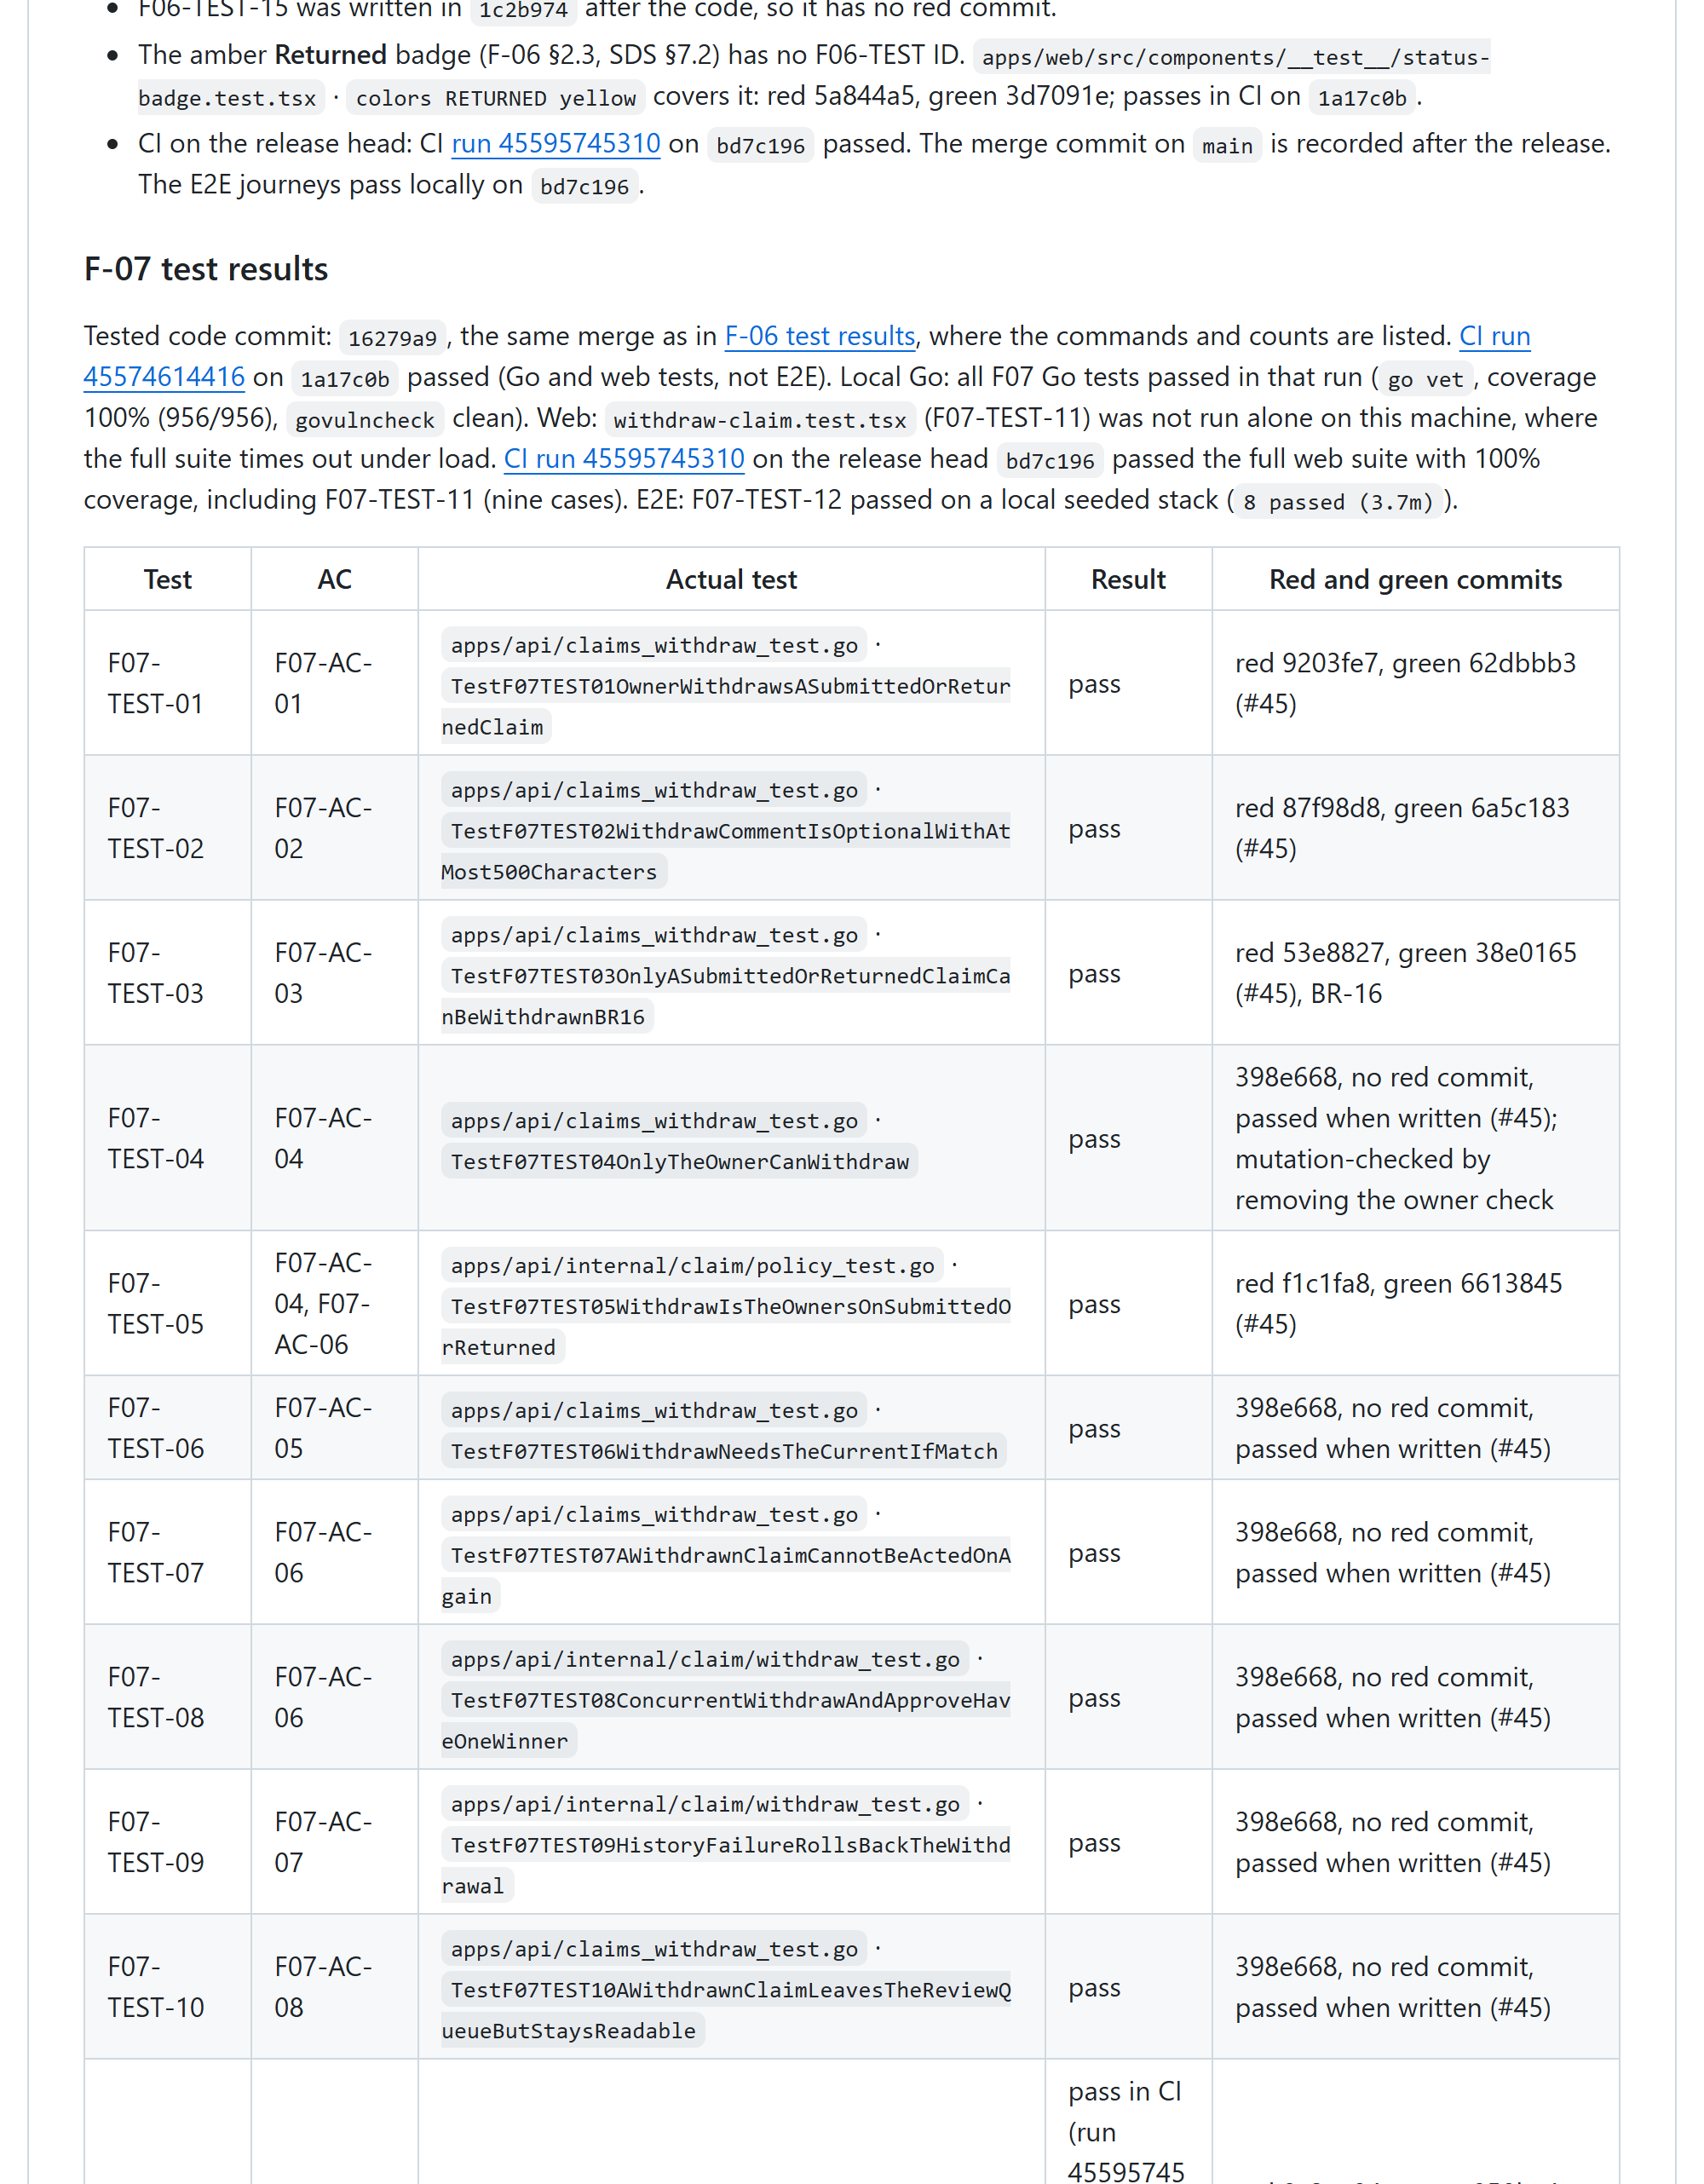 F06-TEST-15 was written in 1c2b974 after the code, so it has no red commit.
The amber Returned badge (F-06 §2.3, SDS §7.2) has no F06-TEST ID. apps/web/src/components/__test__/status-
badge.test.tsx · colors RETURNED yellow covers it: red 5a844a5, green 3d7091e; passes in CI on 1a17c0b.
CI on the release head: CI run 45595745310 on bd7c196 passed. The merge commit on main is recorded after the release.
The E2E journeys pass locally on bd7c196.
F-07 test results
Tested code commit: 16279a9, the same merge as in F-06 test results, where the commands and counts are listed. CI run
45574614416 on 1a17c0b passed (Go and web tests, not E2E). Local Go: all F07 Go tests passed in that run (go vet, coverage
100% (956/956), govulncheck clean). Web: withdraw-claim.test.tsx (F07-TEST-11) was not run alone on this machine, where
the full suite times out under load. CI run 45595745310 on the release head bd7c196 passed the full web suite with 100%
coverage, including F07-TEST-11 (nine cases). E2E: F07-TEST-12 passed on a local seeded stack (8 passed (3.7m)).
Test AC Actual test Result Red and green commits
F07-
TEST-01
F07-AC-
01
apps/api/claims_withdraw_test.go ·
TestF07TEST01OwnerWithdrawsASubmittedOrRetur
nedClaim
pass
red 9203fe7, green 62dbbb3
(#45)
F07-
TEST-02
F07-AC-
02
apps/api/claims_withdraw_test.go ·
TestF07TEST02WithdrawCommentIsOptionalWithAt
Most500Characters
pass
red 87f98d8, green 6a5c183
(#45)
F07-
TEST-03
F07-AC-
03
apps/api/claims_withdraw_test.go ·
TestF07TEST03OnlyASubmittedOrReturnedClaimCa
nBeWithdrawnBR16
pass
red 53e8827, green 38e0165
(#45), BR-16
F07-
TEST-04
F07-AC-
04
apps/api/claims_withdraw_test.go ·
TestF07TEST04OnlyTheOwnerCanWithdraw
pass
398e668, no red commit,
passed when written (#45);
mutation-checked by
removing the owner check
F07-
TEST-05
F07-AC-
04, F07-
AC-06
apps/api/internal/claim/policy_test.go ·
TestF07TEST05WithdrawIsTheOwnersOnSubmittedO
rReturned
pass
red f1c1fa8, green 6613845
(#45)
F07-
TEST-06
F07-AC-
05
apps/api/claims_withdraw_test.go ·
TestF07TEST06WithdrawNeedsTheCurrentIfMatch
pass
398e668, no red commit,
passed when written (#45)
F07-
TEST-07
F07-AC-
06
apps/api/claims_withdraw_test.go ·
TestF07TEST07AWithdrawnClaimCannotBeActedOnA
gain
pass
398e668, no red commit,
passed when written (#45)
F07-
TEST-08
F07-AC-
06
apps/api/internal/claim/withdraw_test.go ·
TestF07TEST08ConcurrentWithdrawAndApproveHav
eOneWinner
pass
398e668, no red commit,
passed when written (#45)
F07-
TEST-09
F07-AC-
07
apps/api/internal/claim/withdraw_test.go ·
TestF07TEST09HistoryFailureRollsBackTheWithd
rawal
pass
398e668, no red commit,
passed when written (#45)
F07-
TEST-10
F07-AC-
08
apps/api/claims_withdraw_test.go ·
TestF07TEST10AWithdrawnClaimLeavesTheReviewQ
ueueButStaysReadable
pass
398e668, no red commit,
passed when written (#45)
pass in CI
(run
45595745